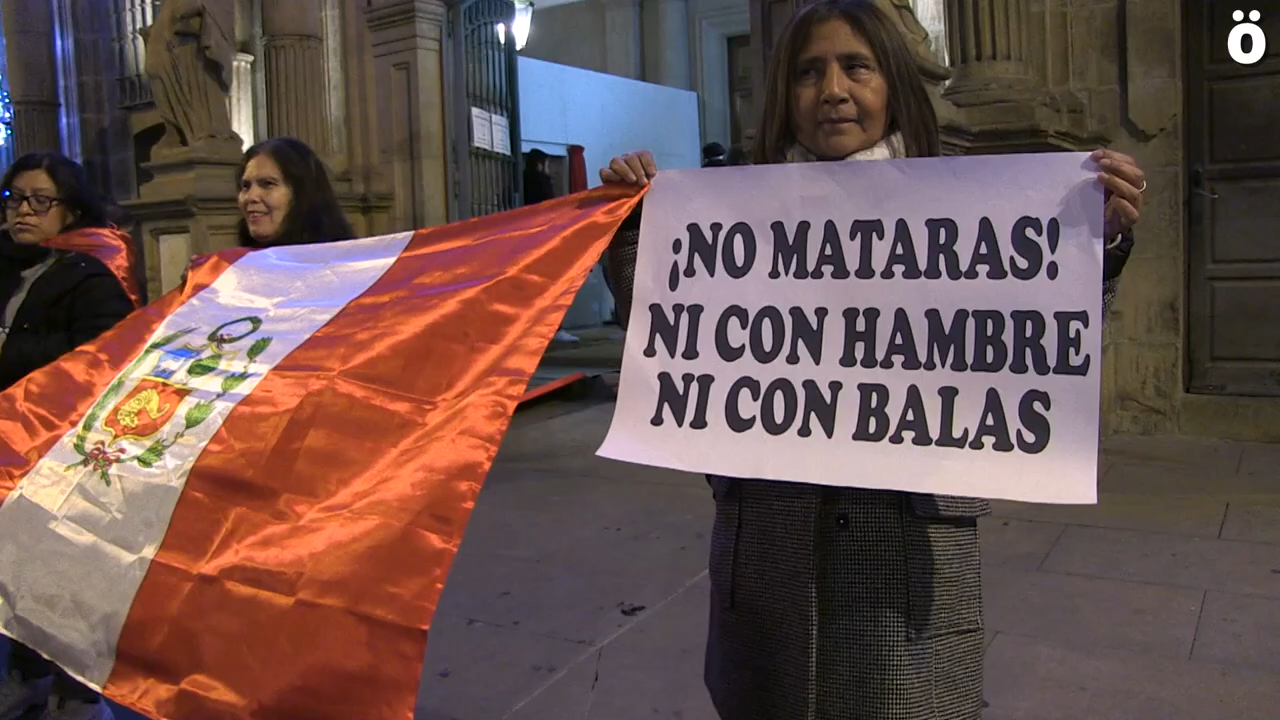 ö
¡NO MATARAS!
NI CON HAMBRE
NI CON BALAS